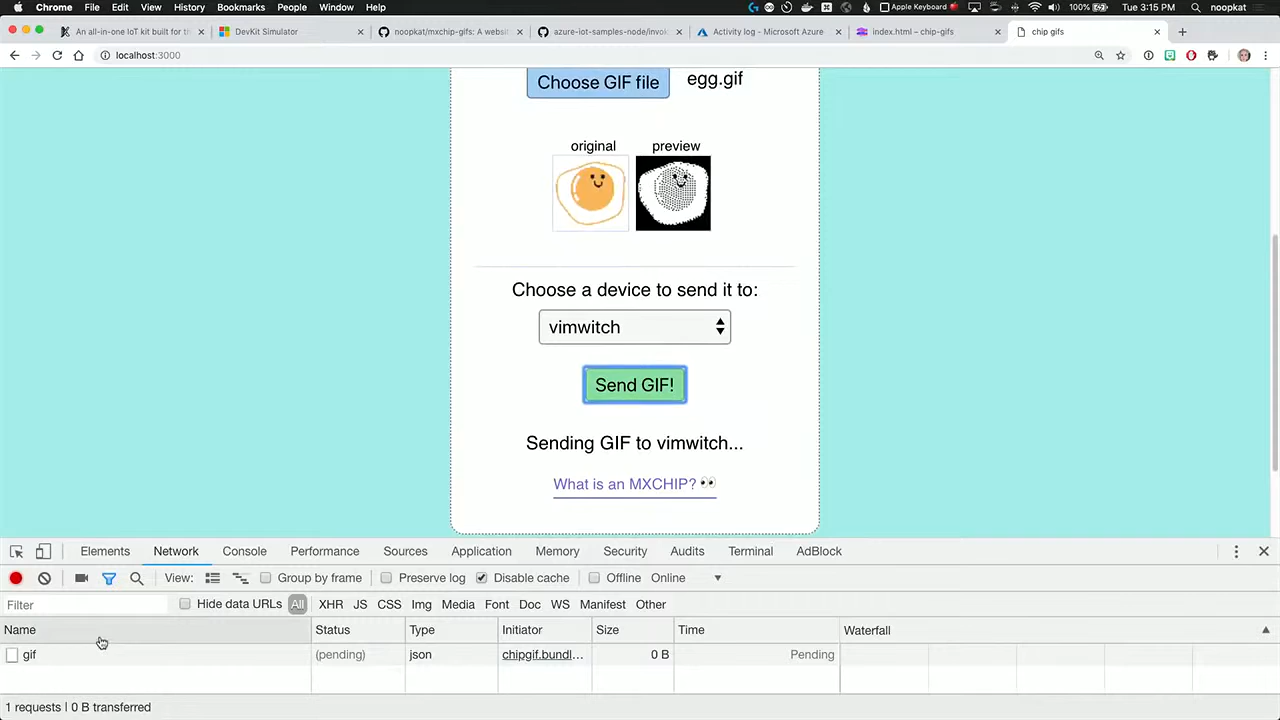 Chrome File Edit View History Bookmarks People Window Help Apple Keyboard 100% Tue 3:15 PM noopkat
An all-in-one IoT kit built for th DevKit Simulator noopkat/mxchip-gifs: A websit azure-iot-samples-node/invok Activity log - Microsoft Azure index.html – chip-gifs chip gifs
localhost:3000
Choose GIF file egg.gif
original preview
Choose a device to send it to:
vimwitch
Send GIF!
Sending GIF to vimwitch...
What is an MXCHIP? 👀
Elements Network Console Performance Sources Application Memory Security Audits Terminal AdBlock
View: Group by frame Preserve log Disable cache Offline Online
Filter Hide data URLs All XHR JS CSS Img Media Font Doc WS Manifest Other
Name Status Type Initiator Size Time Waterfall
gif (pending) json chipgif.bundl... 0 B Pending
1 requests | 0 B transferred